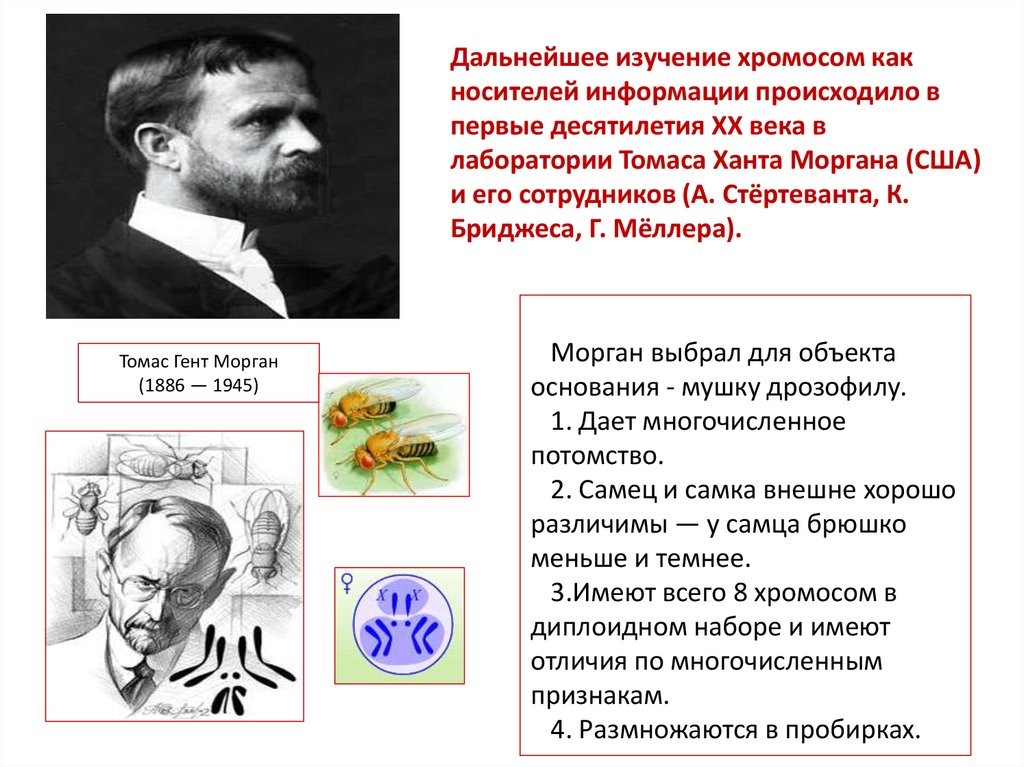 Дальнейшее изучение хромосом как
носителей информации происходило в
первые десятилетия XX века в
лаборатории Томаса Ханта Моргана (США)
и его сотрудников (А. Стёртеванта, К.
Бриджеса, Г. Мёллера).
Томас Гент Морган
(1886 — 1945)
♀
X X
Морган выбрал для объекта
основания - мушку дрозофилу.
1. Дает многочисленное
потомство.
2. Самец и самка внешне хорошо
различимы — у самца брюшко
меньше и темнее.
3.Имеют всего 8 хромосом в
диплоидном наборе и имеют
отличия по многочисленным
признакам.
4. Размножаются в пробирках.